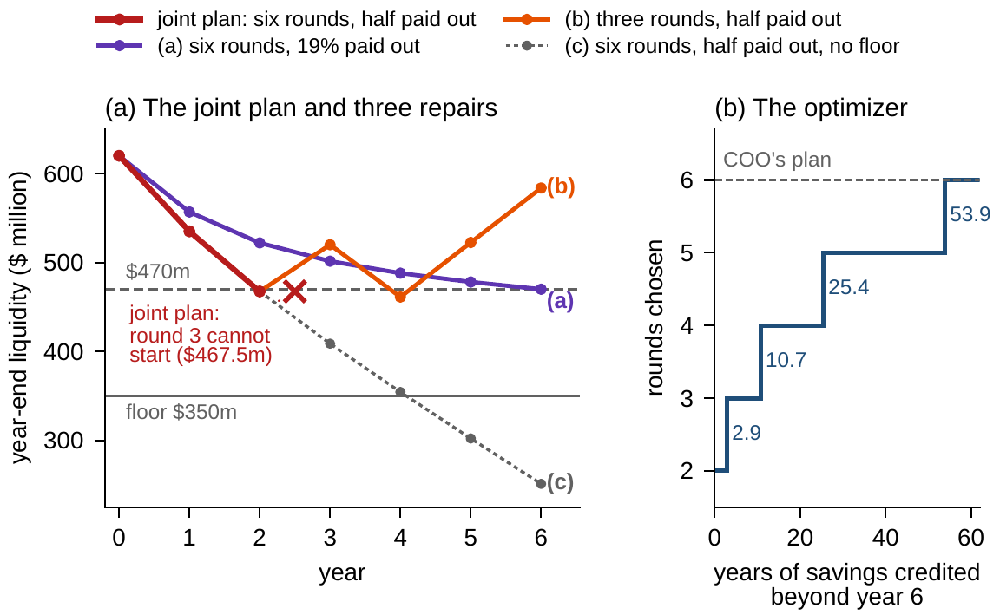 joint plan: six rounds, half paid out
(b) three rounds, half paid out
(a) six rounds, 19% paid out
(c) six rounds, half paid out, no floor
(a) The joint plan and three repairs
year-end liquidity ($ million)
600
500
400
300
$470m
joint plan:
round 3 cannot
start ($467.5m)
floor $350m
(b)
(a)
(c)
0 1 2 3 4 5 6
year
(b) The optimizer
rounds chosen
6
5
4
3
2
COO's plan
53.9
25.4
10.7
2.9
0 20 40 60
years of savings credited
beyond year 6